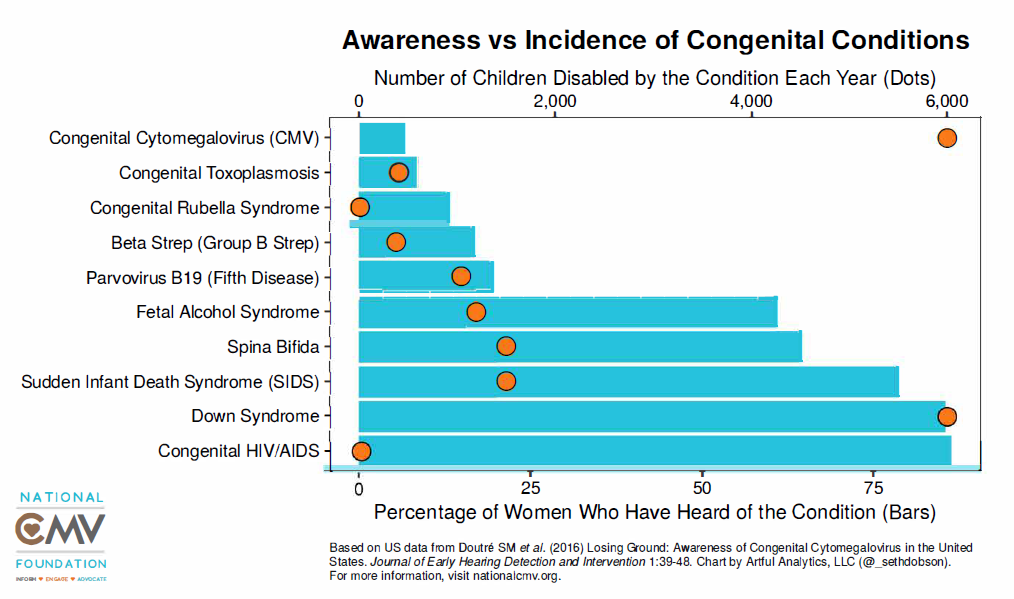 Awareness vs Incidence of Congenital Conditions
Number of Children Disabled by the Condition Each Year (Dots)
0 2,000 4,000 6,000
Congenital Cytomegalovirus (CMV)
Congenital Toxoplasmosis
Congenital Rubella Syndrome
Beta Strep (Group B Strep)
Parvovirus B19 (Fifth Disease)
Fetal Alcohol Syndrome
Spina Bifida
Sudden Infant Death Syndrome (SIDS)
Down Syndrome
Congenital HIV/AIDS
0 25 50 75
Percentage of Women Who Have Heard of the Condition (Bars)
NATIONAL
CMV
FOUNDATION
INFORM ♥ ENGAGE ♥ ADVOCATE
Based on US data from Doutré SM et al. (2016) Losing Ground: Awareness of Congenital Cytomegalovirus in the United
States. Journal of Early Hearing Detection and Intervention 1:39-48. Chart by Artful Analytics, LLC (@_sethdobson).
For more information, visit nationalcmv.org.